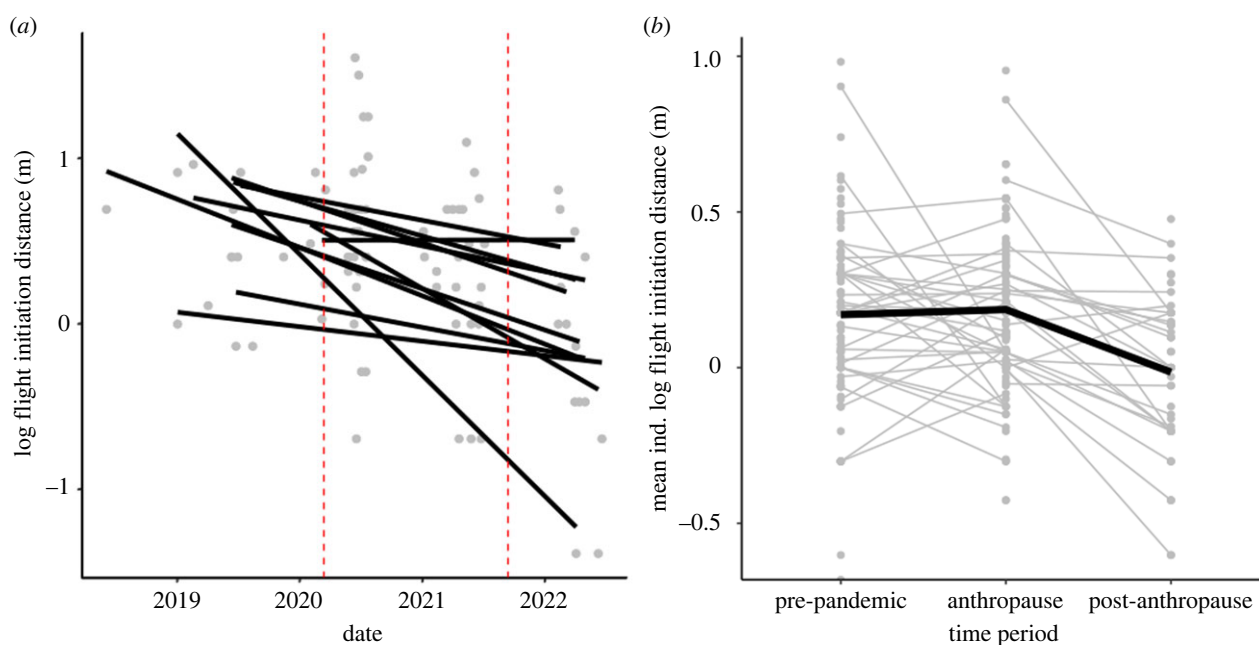 (a)
log flight initiation distance (m)
1
0
–1
2019 2020 2021 2022
date
(b)
mean ind. log flight initiation distance (m)
1.0
0.5
0
–0.5
pre-pandemic anthropause post-anthropause
time period